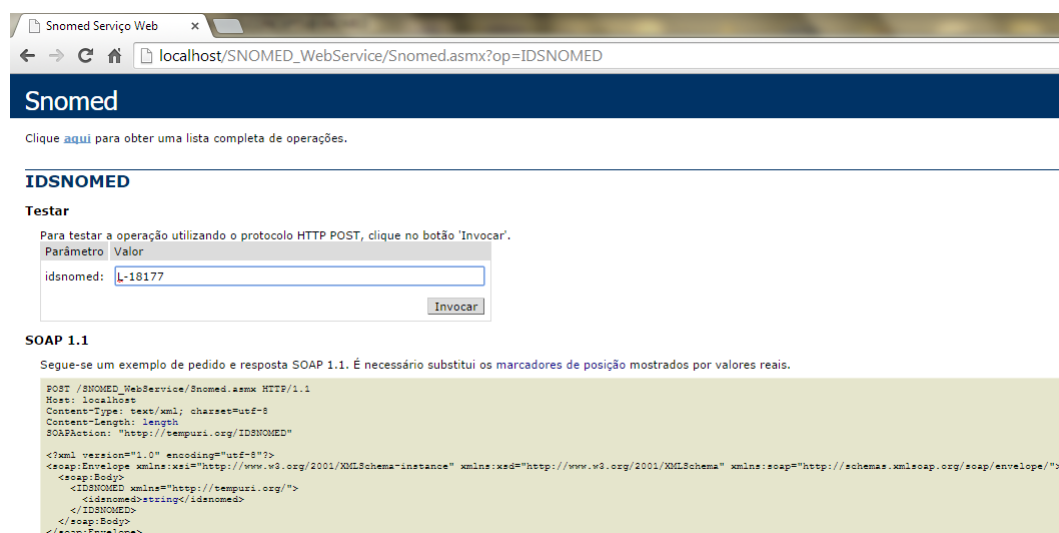 Snomed Serviço Web
localhost/SNOMED_WebService/Snomed.asmx?op=IDSNOMED
Snomed
Clique aqui para obter uma lista completa de operações.
IDSNOMED
Testar
Para testar a operação utilizando o protocolo HTTP POST, clique no botão 'Invocar'.
Parâmetro Valor
idsnomed: L-18177
Invocar
SOAP 1.1
Segue-se um exemplo de pedido e resposta SOAP 1.1. É necessário substitui os marcadores de posição mostrados por valores reais.
POST /SNOMED_WebService/Snomed.asmx HTTP/1.1
Host: localhost
Content-Type: text/xml; charset=utf-8
Content-Length: length
SOAPAction: "http://tempuri.org/IDSNOMED"
<?xml version="1.0" encoding="utf-8"?>
<soap:Envelope xmlns:xsi="http://www.w3.org/2001/XMLSchema-instance" xmlns:xsd="http://www.w3.org/2001/XMLSchema" xmlns:soap="http://schemas.xmlsoap.org/soap/envelope/">
<soap:Body>
<IDSNOMED xmlns="http://tempuri.org/">
<idsnomed>string</idsnomed>
</IDSNOMED>
</soap:Body>
</soap:Envelope>